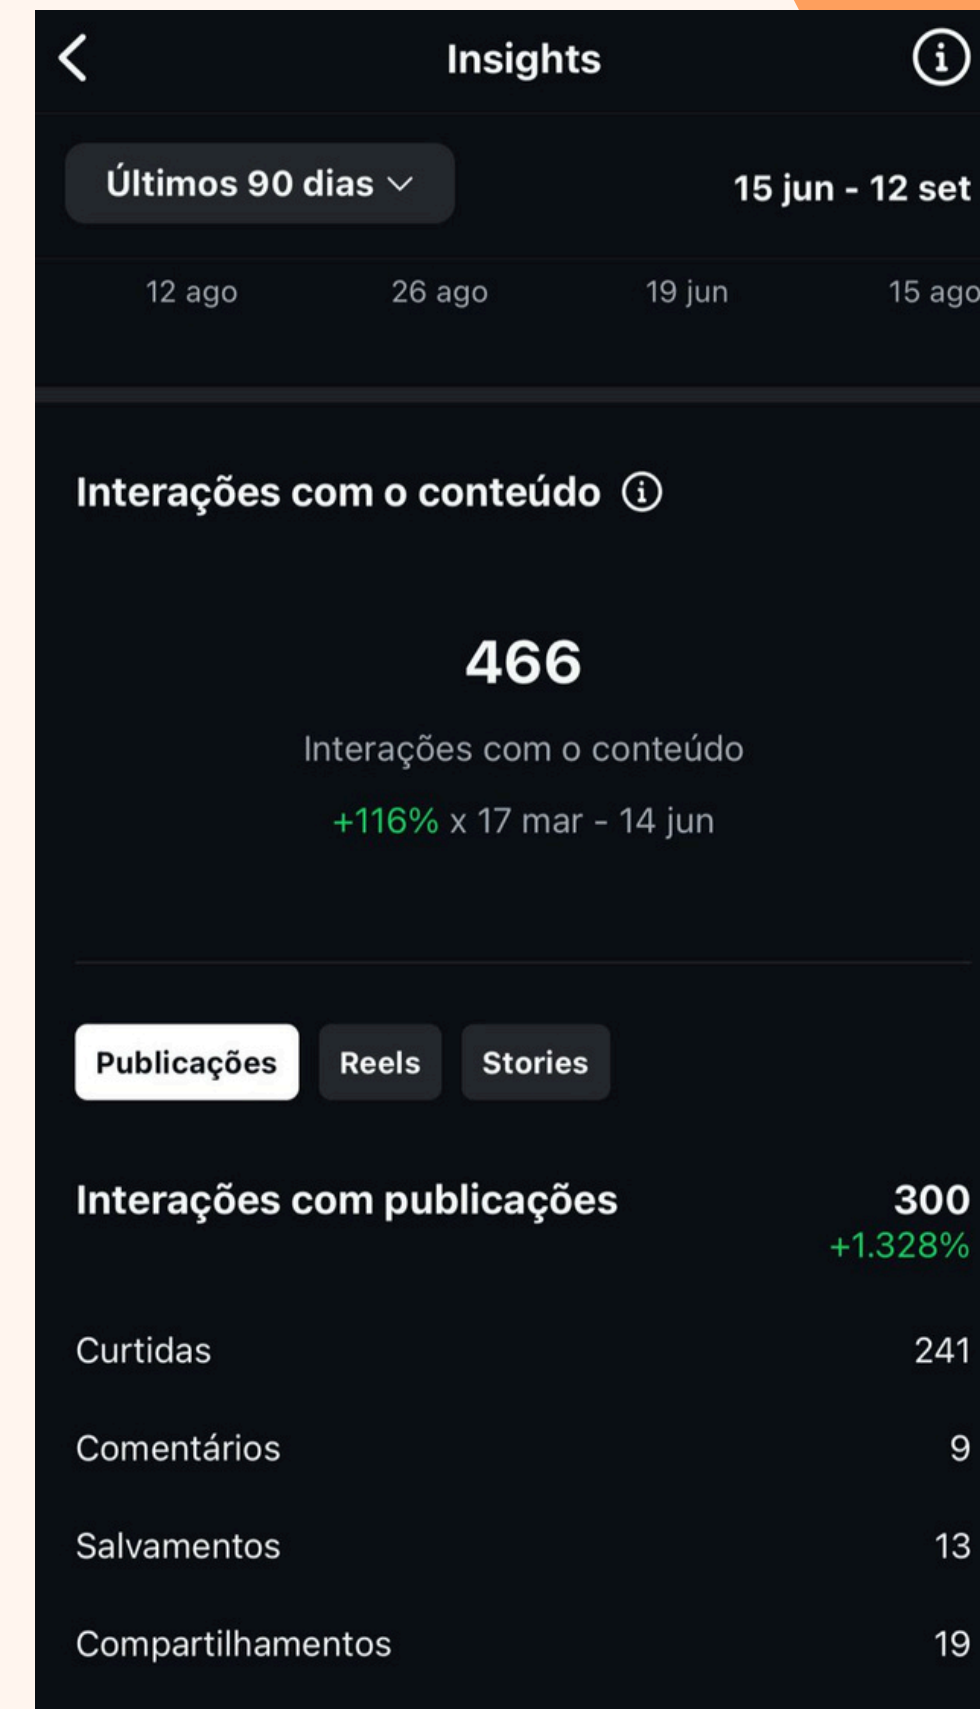 Insights
Últimos 90 dias 15 jun - 12 set
12 ago 26 ago 19 jun 15 ago
Interações com o conteúdo
466
Interações com o conteúdo
+116% x 17 mar - 14 jun
Publicações Reels Stories
Interações com publicações 300
+1.328%
Curtidas 241
Comentários 9
Salvamentos 13
Compartilhamentos 19